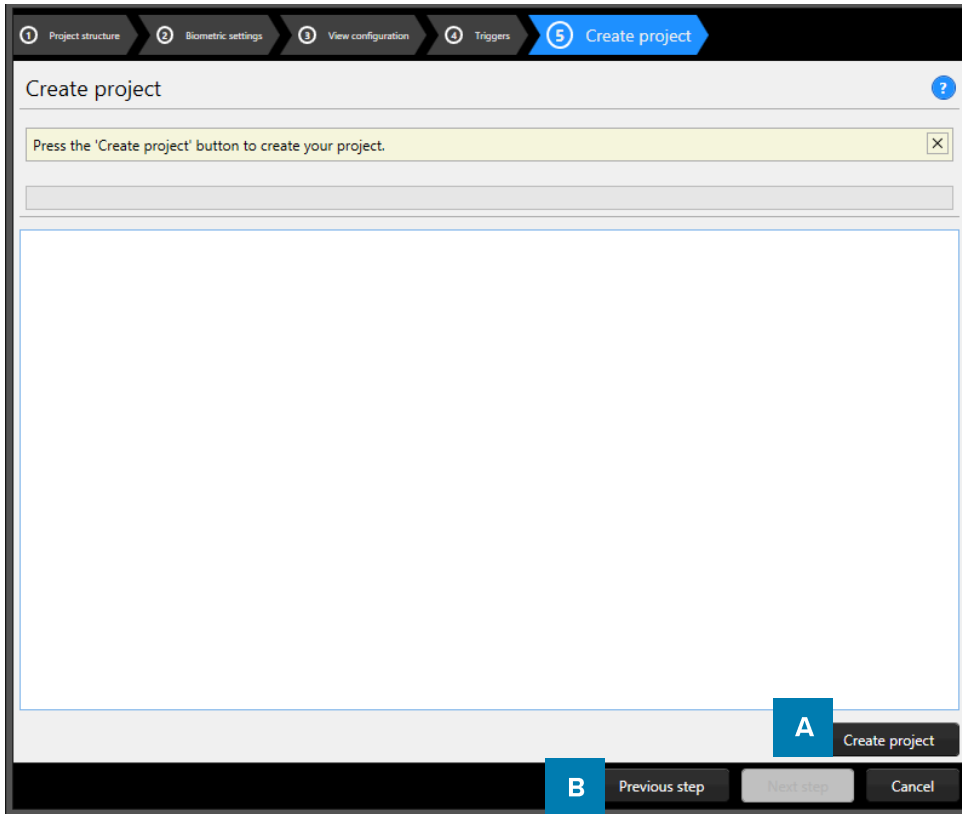 1 Project structure 2 Biometric settings 3 View configuration 4 Triggers 5 Create project
Create project ?
Press the 'Create project' button to create your project.
A Create project
B Previous step Next step Cancel